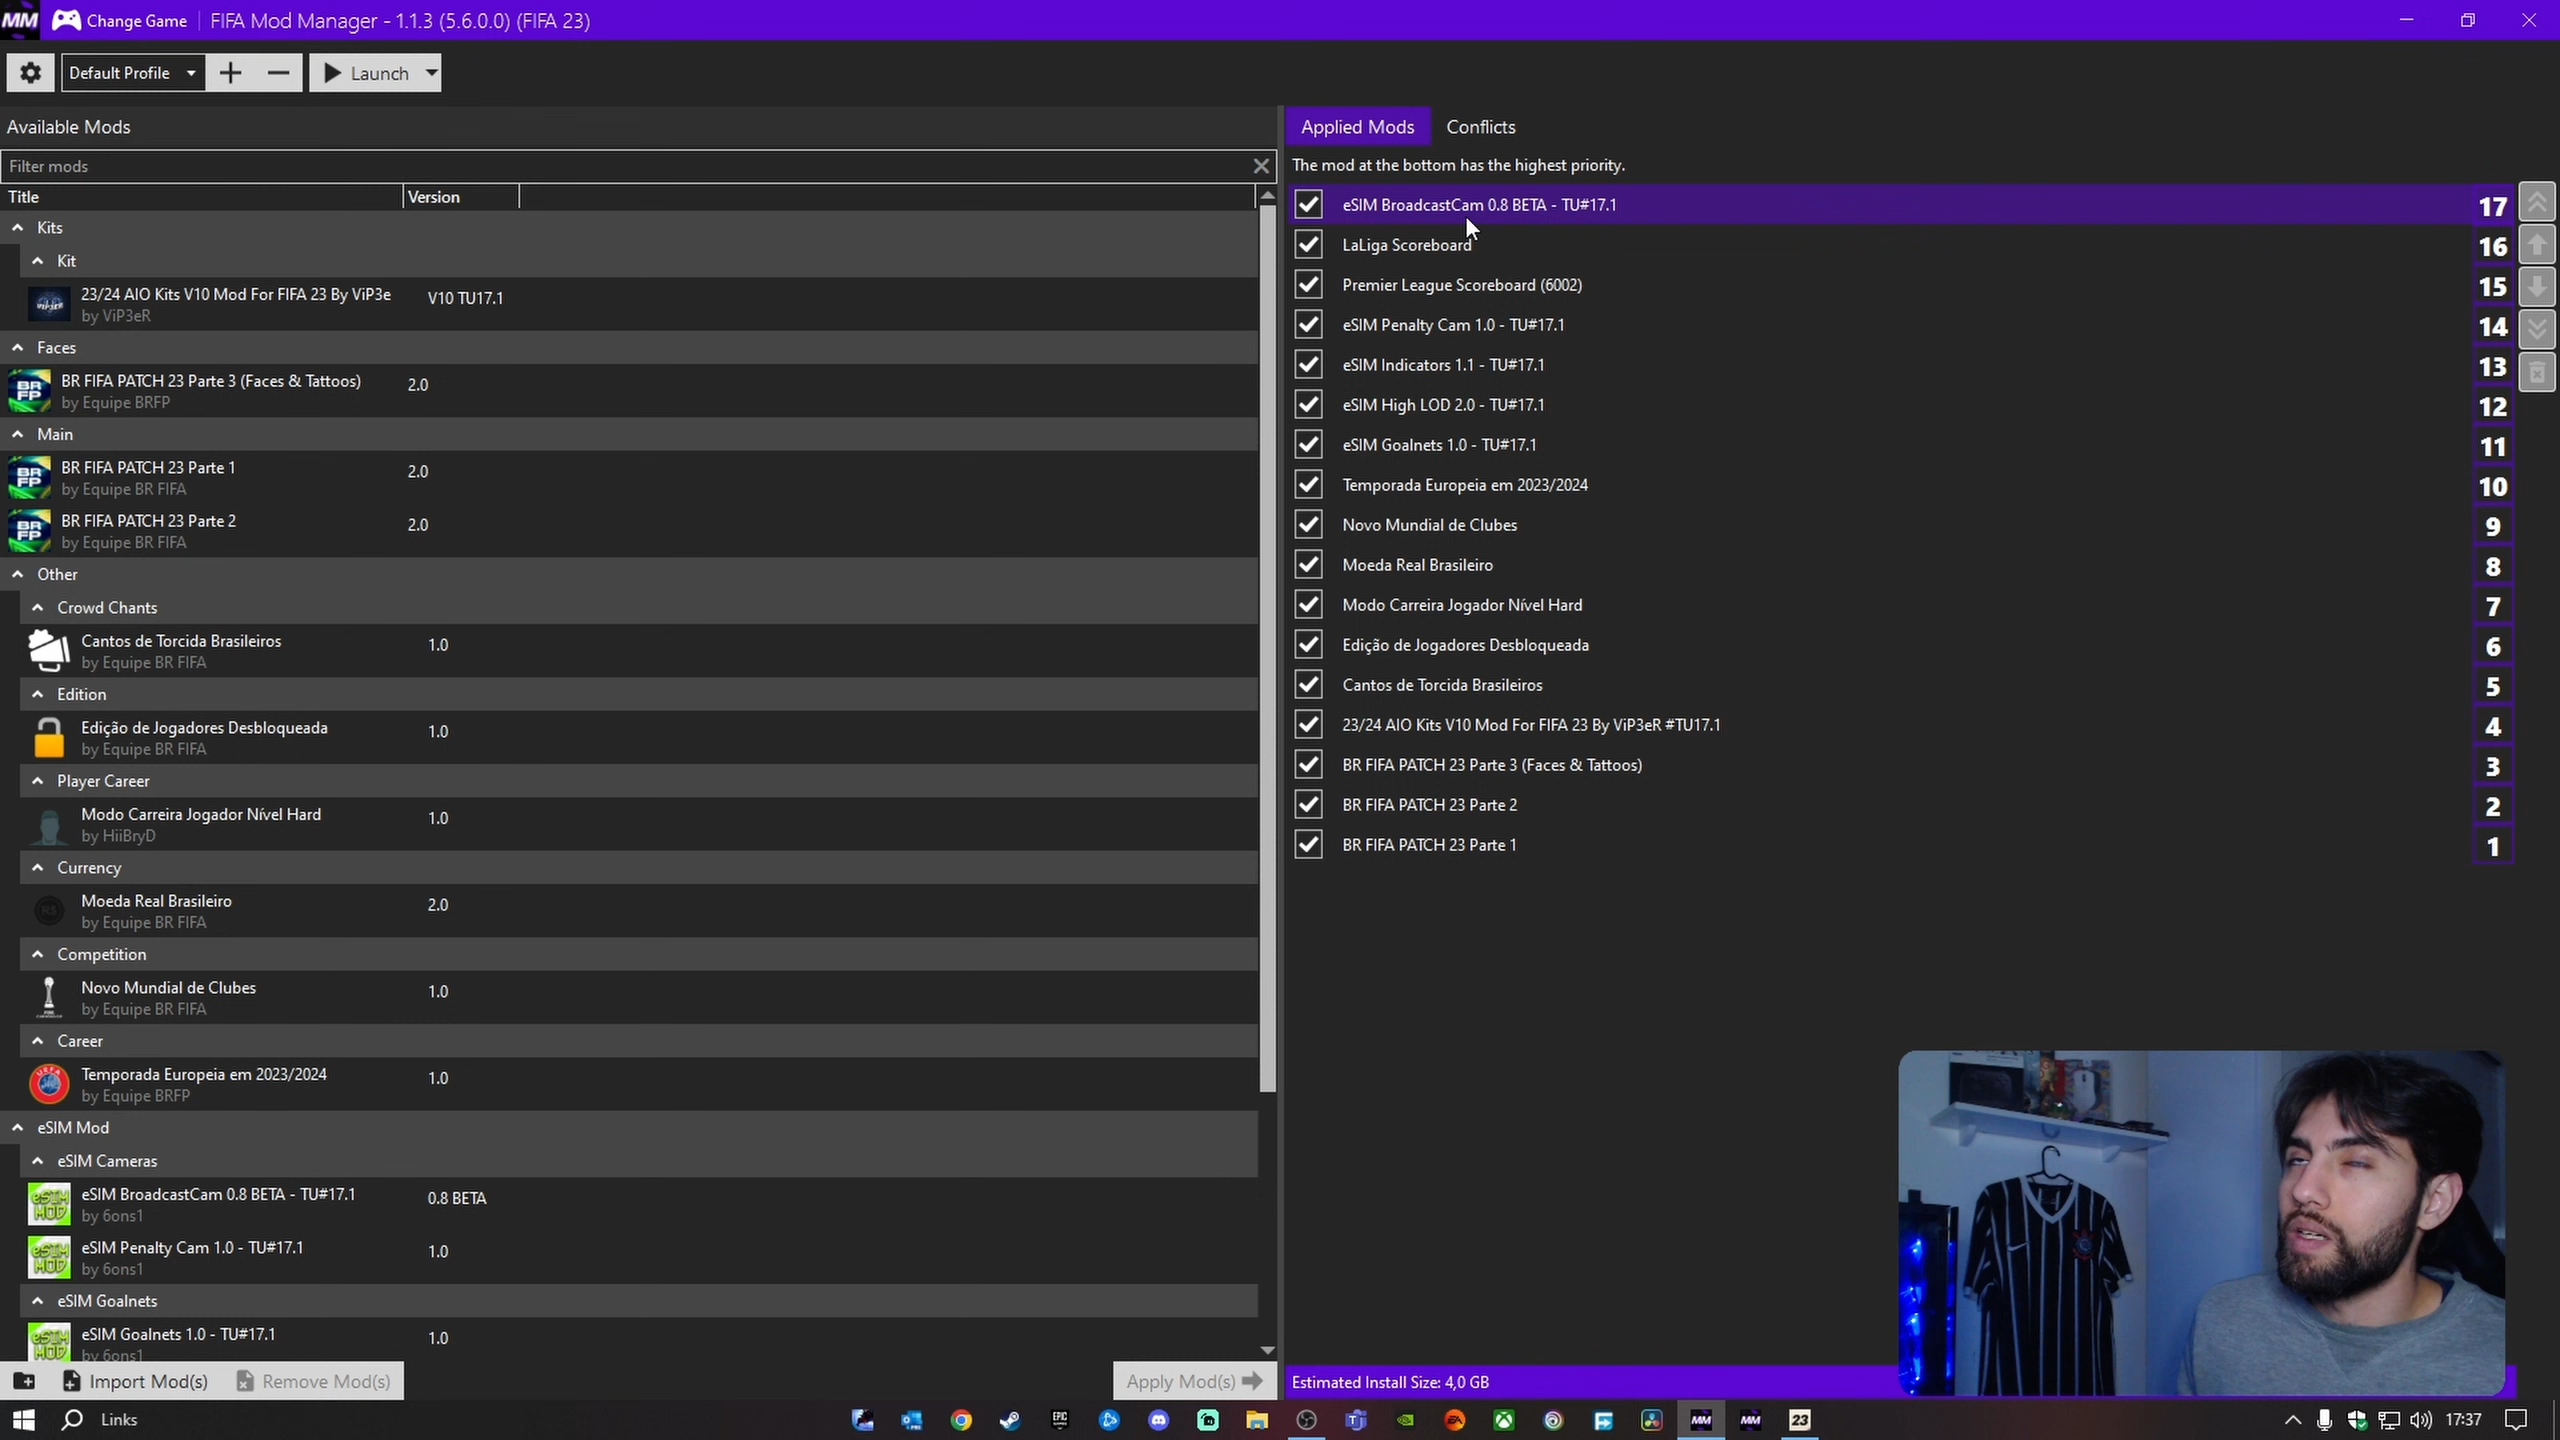 Change Game
FIFA Mod Manager - 1.1.3 (5.6.0.0) (FIFA 23)
Default Profile
Launch
Available Mods
Filter mods
Title
Version
Kits
Kit
23/24 AIO Kits V10 Mod For FIFA 23 By ViP3e
V10 TU17.1
by ViP3eR
Faces
BR FIFA PATCH 23 Parte 3 (Faces & Tattoos)
2.0
by Equipe BRFP
Main
BR FIFA PATCH 23 Parte 1
2.0
by Equipe BR FIFA
BR FIFA PATCH 23 Parte 2
2.0
by Equipe BR FIFA
Other
Crowd Chants
Cantos de Torcida Brasileiros
1.0
by Equipe BR FIFA
Edition
Edição de Jogadores Desbloqueada
1.0
by Equipe BR FIFA
Player Career
Modo Carreira Jogador Nível Hard
1.0
by HiiBryD
Currency
Moeda Real Brasileiro
2.0
by Equipe BR FIFA
Competition
Novo Mundial de Clubes
1.0
by Equipe BR FIFA
Career
Temporada Europeia em 2023/2024
1.0
by Equipe BRFP
eSIM Mod
eSIM Cameras
eSIM BroadcastCam 0.8 BETA - TU#17.1
0.8 BETA
by 6ons1
eSIM Penalty Cam 1.0 - TU#17.1
1.0
by 6ons1
eSIM Goalnets
eSIM Goalnets 1.0 - TU#17.1
1.0
by 6ons1
Import Mod(s)
Remove Mod(s)
Apply Mod(s)
Applied Mods
Conflicts
The mod at the bottom has the highest priority.
eSIM BroadcastCam 0.8 BETA - TU#17.1 17
LaLiga Scoreboard 16
Premier League Scoreboard (6002) 15
eSIM Penalty Cam 1.0 - TU#17.1 14
eSIM Indicators 1.1 - TU#17.1 13
eSIM High LOD 2.0 - TU#17.1 12
eSIM Goalnets 1.0 - TU#17.1 11
Temporada Europeia em 2023/2024 10
Novo Mundial de Clubes 9
Moeda Real Brasileiro 8
Modo Carreira Jogador Nível Hard 7
Edição de Jogadores Desbloqueada 6
Cantos de Torcida Brasileiros 5
23/24 AIO Kits V10 Mod For FIFA 23 By ViP3eR #TU17.1 4
BR FIFA PATCH 23 Parte 3 (Faces & Tattoos) 3
BR FIFA PATCH 23 Parte 2 2
BR FIFA PATCH 23 Parte 1 1
Estimated Install Size: 4,0 GB
Links
17:37